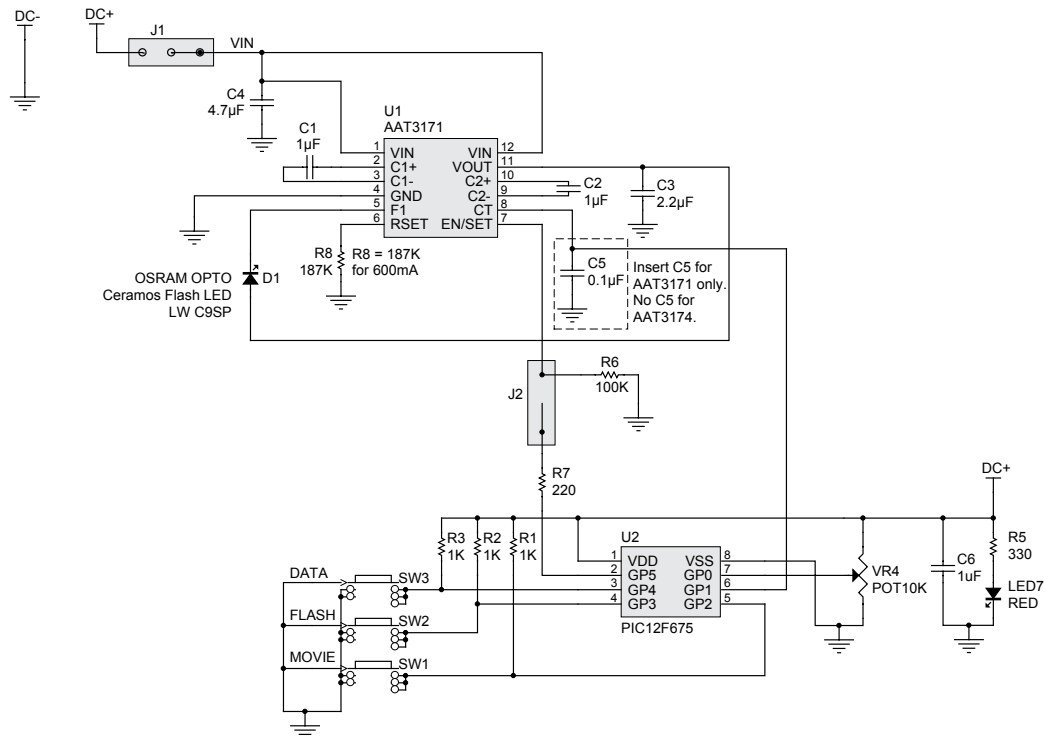 DC-
DC+
J1
VIN
C4
4.7µF
U1
AAT3171
C1
1µF
1
VIN
VIN
12
2
C1+
VOUT
11
3
C1-
C2+
10
4
GND
C2-
9
5
F1
CT
8
6
RSET
EN/SET
7
C2
1µF
C3
2.2µF
R8
187K
R8 = 187K
for 600mA
D1
OSRAM OPTO
Ceramos Flash LED
LW C9SP
C5
0.1µF
Insert C5 for
AAT3171 only.
No C5 for
AAT3174.
R6
100K
J2
R7
220
DC+
R3
1K
R2
1K
R1
1K
U2
1
VDD
VSS
8
2
GP5
GP0
7
3
GP4
GP1
6
4
GP3
GP2
5
PIC12F675
VR4
POT10K
C6
1uF
R5
330
LED7
RED
DATA
SW3
FLASH
SW2
MOVIE
SW1